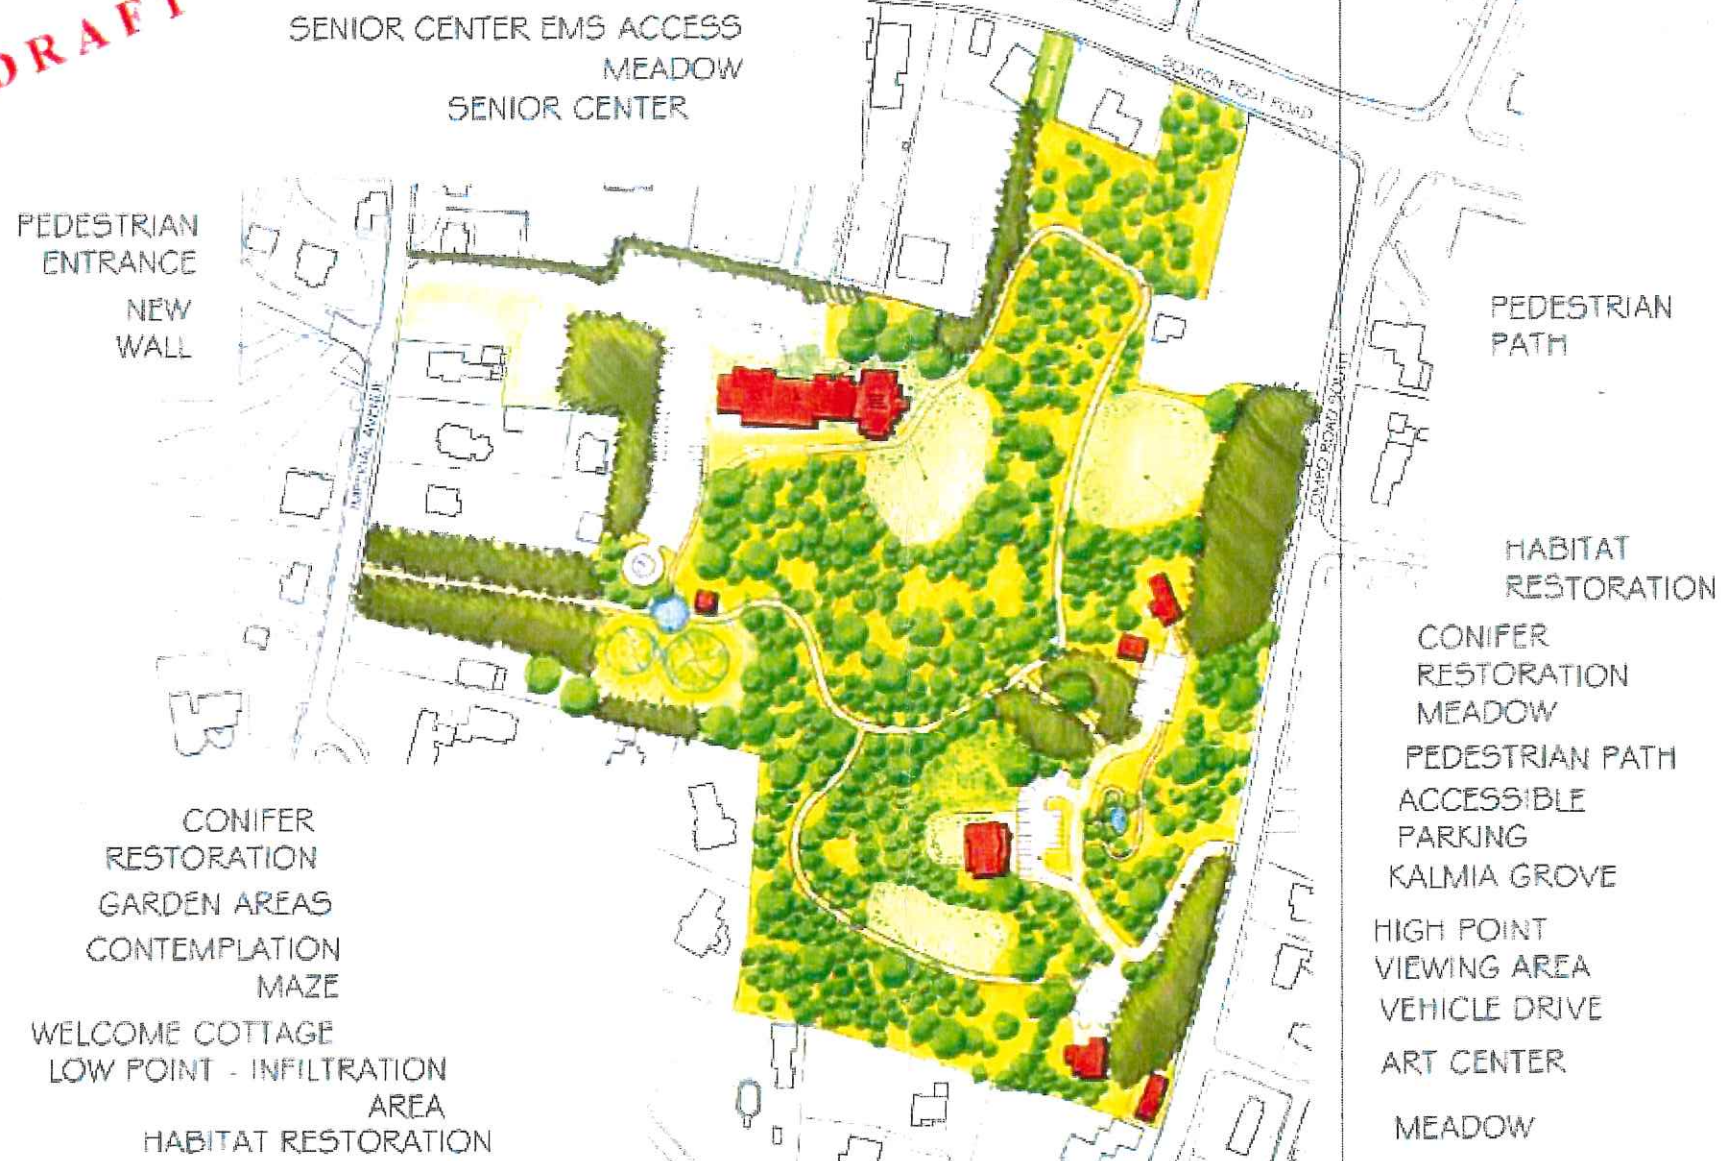 DRAFT
SENIOR CENTER EMS ACCESS
MEADOW
SENIOR CENTER
BOSTON POST ROAD
PEDESTRIAN
ENTRANCE
NEW
WALL
IMPERIAL AVENUE
COMPO ROAD SOUTH
PEDESTRIAN
PATH
HABITAT
RESTORATION
CONIFER
RESTORATION
MEADOW
PEDESTRIAN PATH
ACCESSIBLE
PARKING
KALMIA GROVE
HIGH POINT
VIEWING AREA
VEHICLE DRIVE
ART CENTER
MEADOW
CONIFER
RESTORATION
GARDEN AREAS
CONTEMPLATION
MAZE
WELCOME COTTAGE
LOW POINT - INFILTRATION
AREA
HABITAT RESTORATION